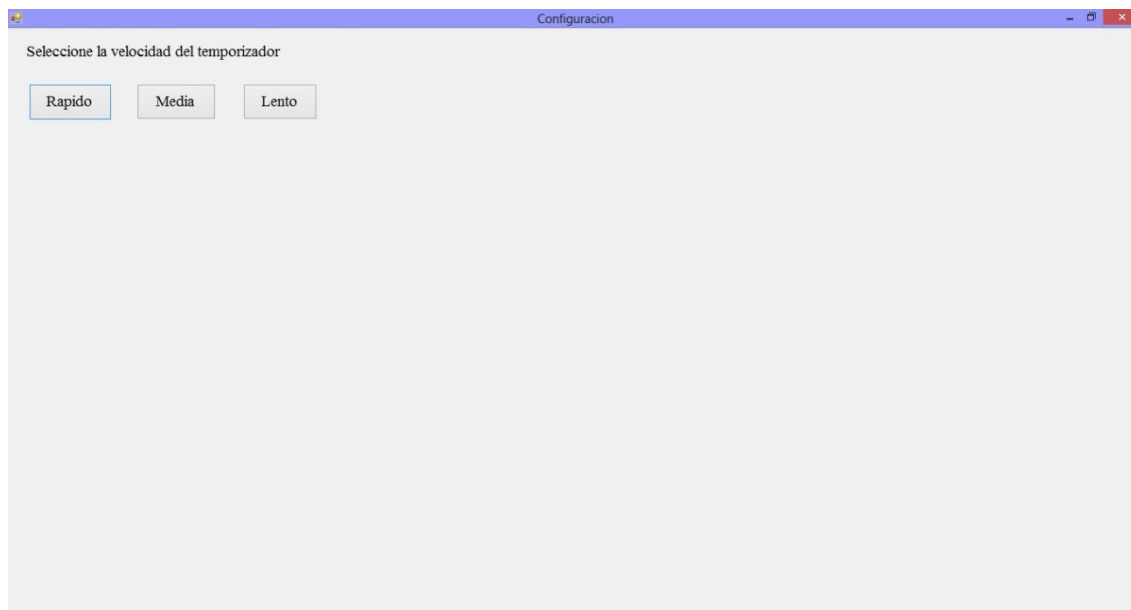 Configuracion
Seleccione la velocidad del temporizador
Rapido Media Lento